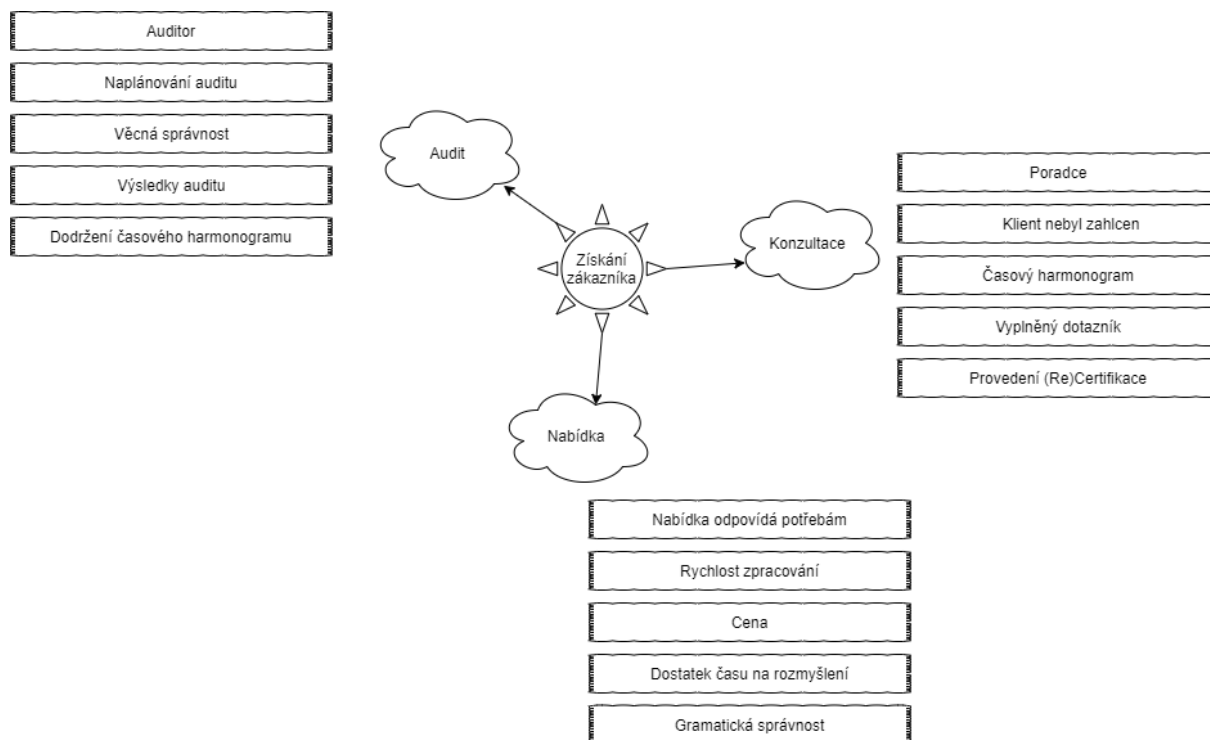 Auditor
Naplánování auditu
Věcná správnost
Výsledky auditu
Dodržení časového harmonogramu
Audit
Získání
zákazníka
Konzultace
Poradce
Klient nebyl zahlcen
Časový harmonogram
Vyplněný dotazník
Provedení (Re)Certifikace
Nabídka
Nabídka odpovídá potřebám
Rychlost zpracování
Cena
Dostatek času na rozmyšlení
Gramatická správnost